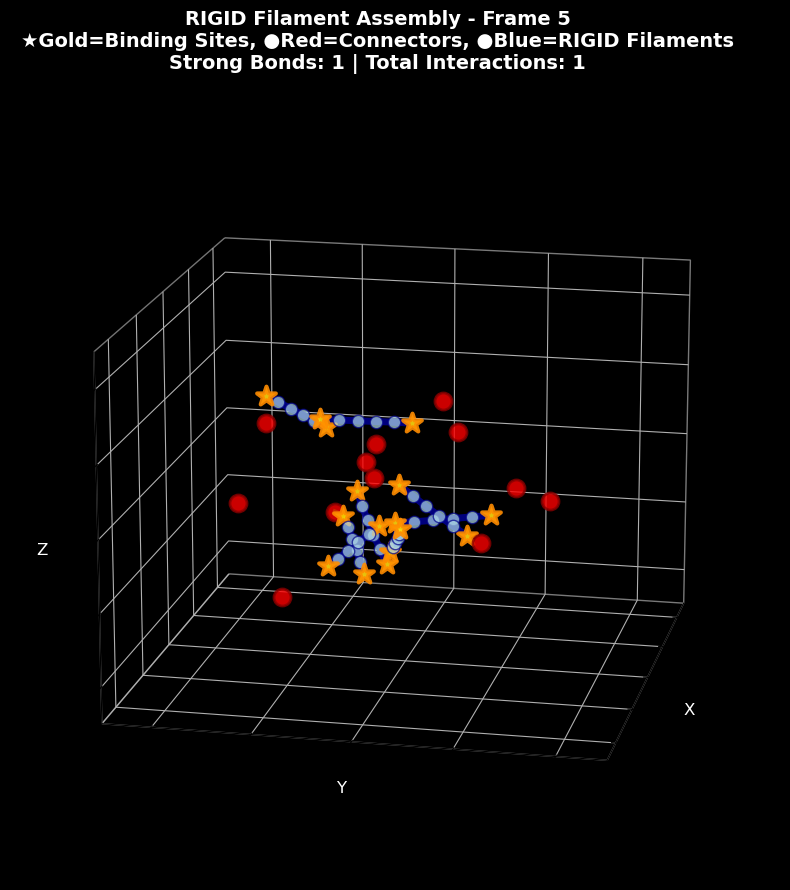 RIGID Filament Assembly - Frame 5
★Gold=Binding Sites, ●Red=Connectors, ●Blue=RIGID Filaments
Strong Bonds: 1 | Total Interactions: 1
Z
X
Y